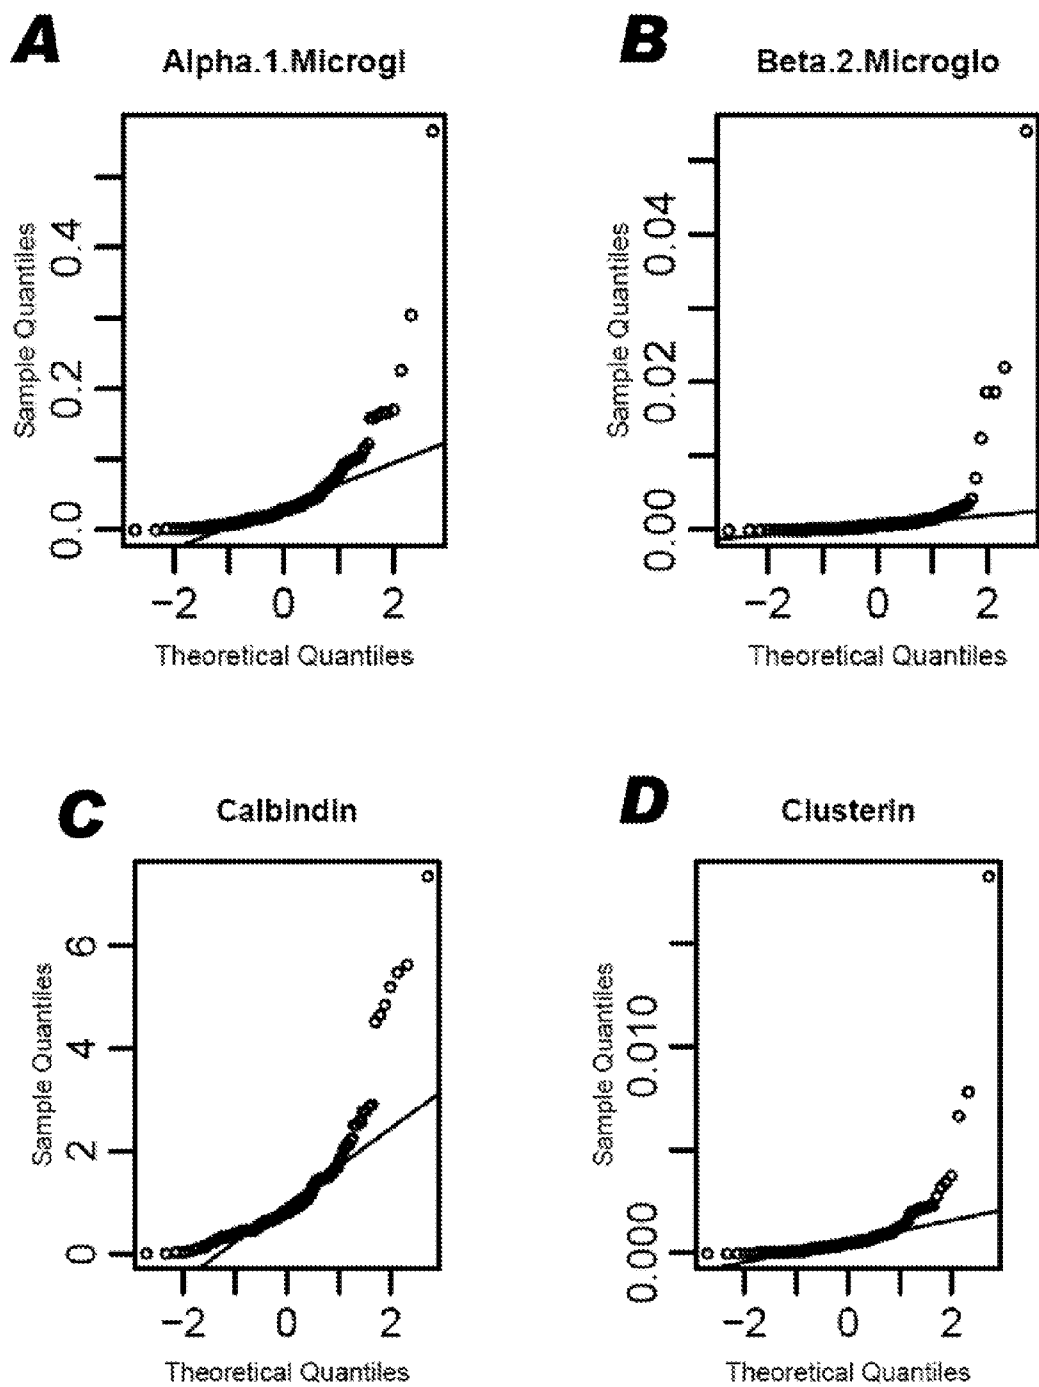 A
Alpha.1.Microgl
Sample Quantiles
0.0 0.2 0.4
−2 0 2
Theoretical Quantiles
B
Beta.2.Microglo
Sample Quantiles
0.00 0.02 0.04
−2 0 2
Theoretical Quantiles
C
Calbindin
Sample Quantiles
0 2 4 6
−2 0 2
Theoretical Quantiles
D
Clusterin
Sample Quantiles
0.000 0.010
−2 0 2
Theoretical Quantiles